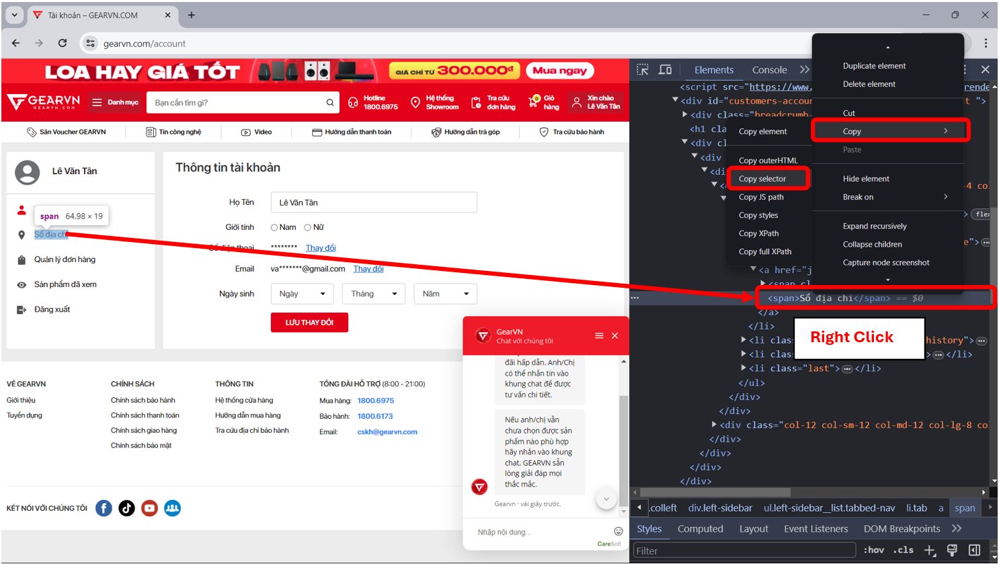 Tài khoản – GEARVN.COM
gearvn.com/account
LOA HAY GIÁ TỐT
GIÁ CHỈ TỪ 300.000đ
Mua ngay
GEARVN
GEARVN.COM
Danh mục
Bạn cần tìm gì?
Hotline
1800.6975
Hệ thống
Showroom
Tra cứu
đơn hàng
0
Giỏ
hàng
Xin chào
Lê Văn Tân
Săn Voucher GEARVN
Tin công nghệ
Video
Hướng dẫn thanh toán
Hướng dẫn trả góp
Tra cứu bảo hành
Lê Văn Tân
span 64.98 × 19
Sổ địa chỉ
Quản lý đơn hàng
Sản phẩm đã xem
Đăng xuất
Thông tin tài khoản
Họ Tên
Lê Văn Tân
Giới tính
Nam
Nữ
Số điện thoại
********
Thay đổi
Email
va*******@gmail.com
Thay đổi
Ngày sinh
Ngày
Tháng
Năm
LƯU THAY ĐỔI
VỀ GEARVN
Giới thiệu
Tuyển dụng
CHÍNH SÁCH
Chính sách bảo hành
Chính sách thanh toán
Chính sách giao hàng
Chính sách bảo mật
THÔNG TIN
Hệ thống cửa hàng
Hướng dẫn mua hàng
Tra cứu địa chỉ bảo hành
TỔNG ĐÀI HỖ TRỢ (8:00 - 21:00)
Mua hàng: 1800.6975
Bảo hành: 1800.6173
Email: cskh@gearvn.com
KẾT NỐI VỚI CHÚNG TÔI
GearVN
Chat với chúng tôi
đãi hấp dẫn. Anh/Chị
có thể nhắn tin vào
khung chat để được
tư vấn chi tiết.
Nếu anh/chị vẫn
chưa chọn được sản
phẩm nào phù hợp
hãy nhắn vào khung
chat, GEARVN sẵn
lòng giải đáp mọi
thắc mắc.
Gearvn • vài giây trước.
Nhập nội dung...
CareSoft
Elements
Console
<script src="https://www.
rende
<div id="customers-accou
t ">
<div class="breadcrumb-
<h1 cla
<div cl
<div
<di
-4 col
> flex
e">
<a href="j
<span cl
<span>Sổ địa chỉ</span> == $0
</a>
</li>
<li clas
history">
<li clas
> </li>
<li class="last"> </li>
</ul>
</div>
</div>
<div class="col-12 col-sm-12 col-md-12 col-lg-8 co
</div>
</div>
</div>
</div>
Duplicate element
Delete element
Cut
Copy
Paste
Hide element
Break on
Expand recursively
Collapse children
Capture node screenshot
Copy element
Copy outerHTML
Copy selector
Copy JS path
Copy styles
Copy XPath
Copy full XPath
Right Click
.colleft div.left-sidebar ul.left-sidebar__list.tabbed-nav li.tab a span
Styles
Computed
Layout
Event Listeners
DOM Breakpoints
Filter
:hov .cls